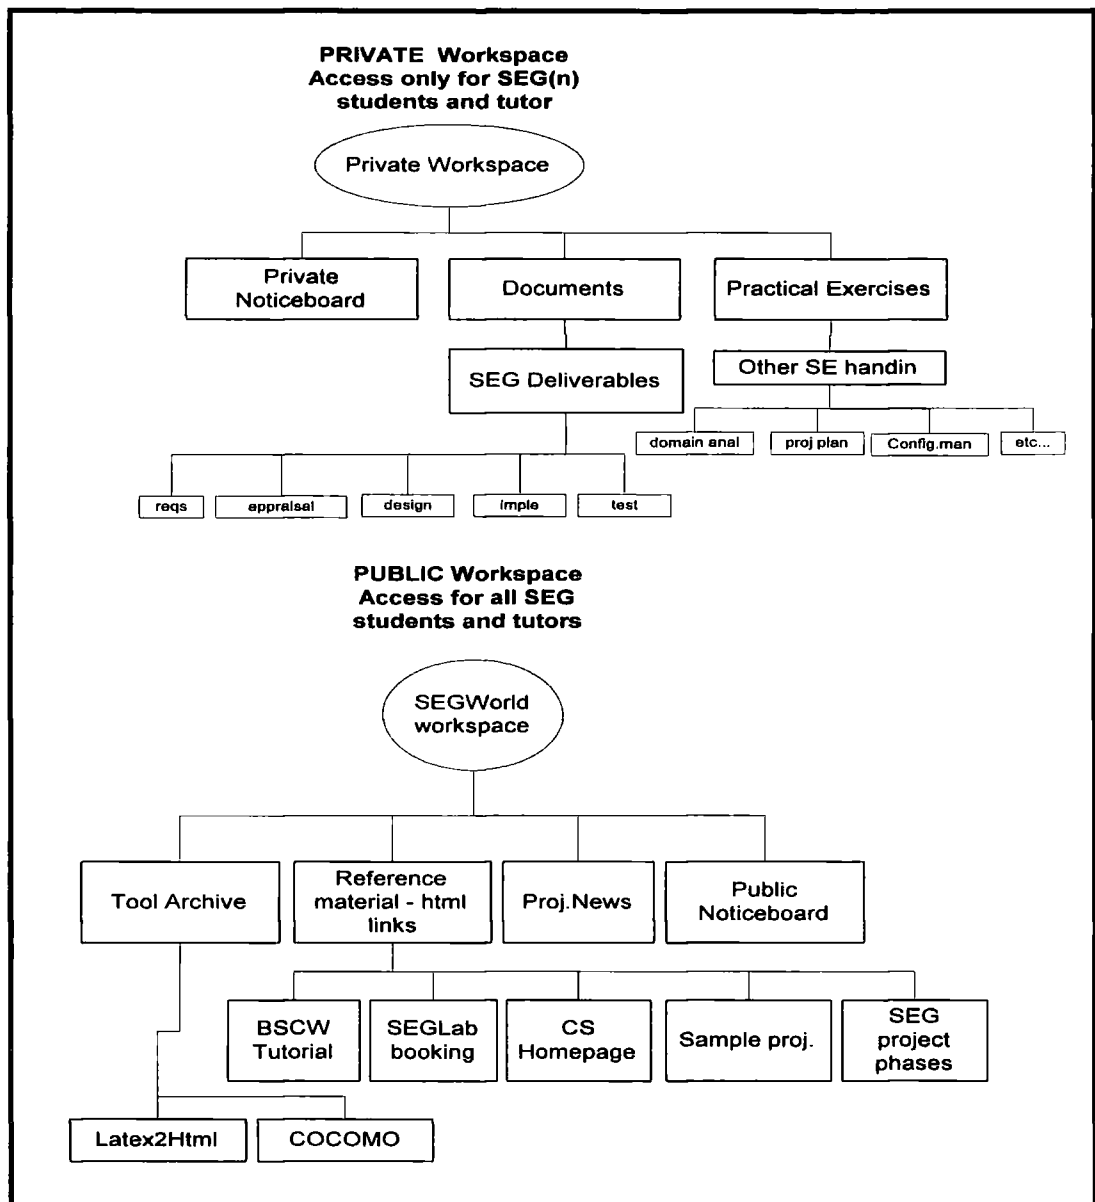 PRIVATE Workspace
Access only for SEG(n)
students and tutor
Private Workspace
Private
Noticeboard
Documents
Practical Exercises
SEG Deliverables
Other SE handin
domain anal
proj plan
Config.man
etc...
reqs
appraisal
design
imple
test
PUBLIC Workspace
Access for all SEG
students and tutors
SEGWorld
workspace
Tool Archive
Reference
material - html
links
Proj.News
Public
Noticeboard
BSCW
Tutorial
SEGLab
booking
CS
Homepage
Sample proj.
SEG
project
phases
Latex2Html
COCOMO